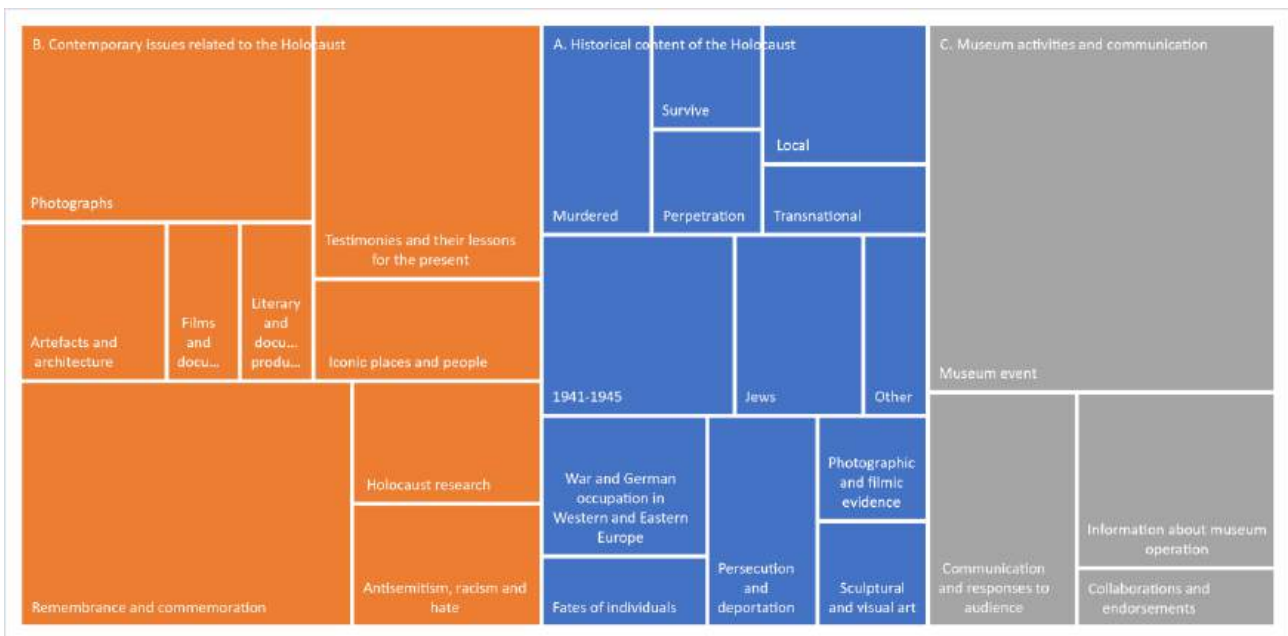 B. Contemporary issues related to the Holocaust
Photographs
Testimonies and their lessons
for the present
Artefacts and
architecture
Films
and
docu...
Literary
and
docu...
produ...
Iconic places and people
Remembrance and commemoration
Holocaust research
Antisemitism, racism and
hate
A. Historical content of the Holocaust
Murdered
Survive
Perpetration
Local
Transnational
1941-1945
Jews
Other
War and German
occupation in
Western and Eastern
Europe
Fates of individuals
Persecution
and
deportation
Photographic
and filmic
evidence
Sculptural
and visual art
C. Museum activities and communication
Museum event
Communication
and responses to
audience
Information about museum
operation
Collaborations and
endorsements